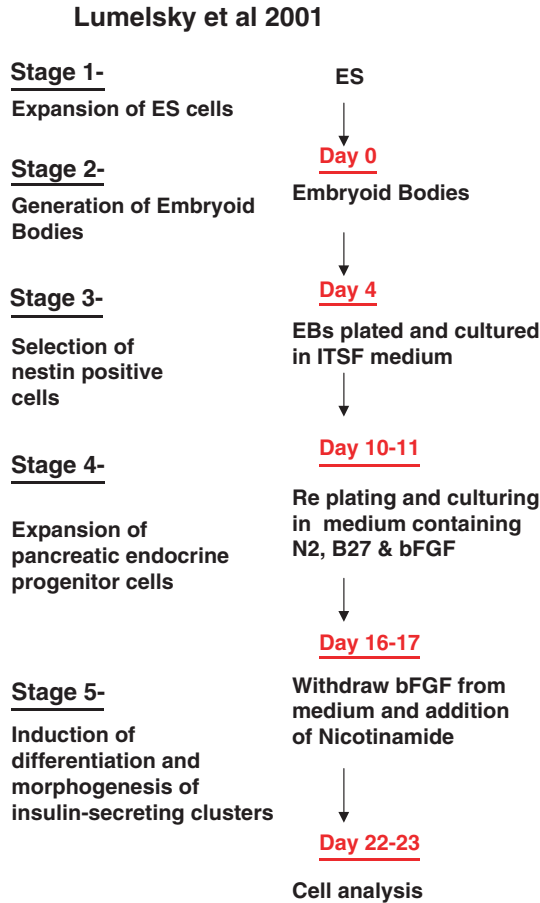 Lumelsky et al 2001
Stage 1-
Expansion of ES cells
ES
Day 0
Stage 2-
Generation of Embryoid
Bodies
Embryoid Bodies
Day 4
Stage 3-
Selection of
nestin positive
cells
EBs plated and cultured
in ITSF medium
Day 10-11
Stage 4-
Expansion of
pancreatic endocrine
progenitor cells
Re plating and culturing
in medium containing
N2, B27 & bFGF
Day 16-17
Stage 5-
Induction of
differentiation and
morphogenesis of
insulin-secreting clusters
Withdraw bFGF from
medium and addition
of Nicotinamide
Day 22-23
Cell analysis